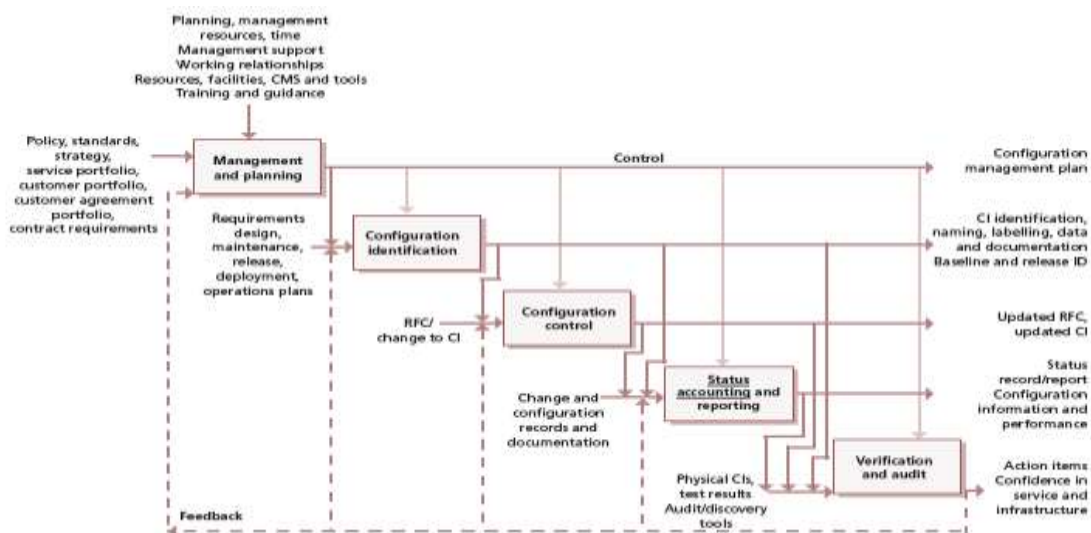 Planning, management
resources, time
Management support
Working relationships
Resources, facilities, CMS and tools
Training and guidance
Policy, standards,
strategy,
service portfolio,
customer portfolio,
customer agreement
portfolio,
contract requirements
Management
and planning
Control
Configuration
management plan
Requirements
design,
maintenance,
release,
deployment,
operations plans
Configuration
identification
CI identification,
naming, labelling, data
and documentation
Baseline and release ID
RFC/
change to CI
Configuration
control
Updated RFC,
updated CI
Change and
configuration
records and
documentation
Status
accounting and
reporting
Status
record/report
Configuration
information and
performance
Physical CIs,
test results
Audit/discovery
tools
Verification
and audit
Action items
Confidence in
service and
infrastructure
Feedback